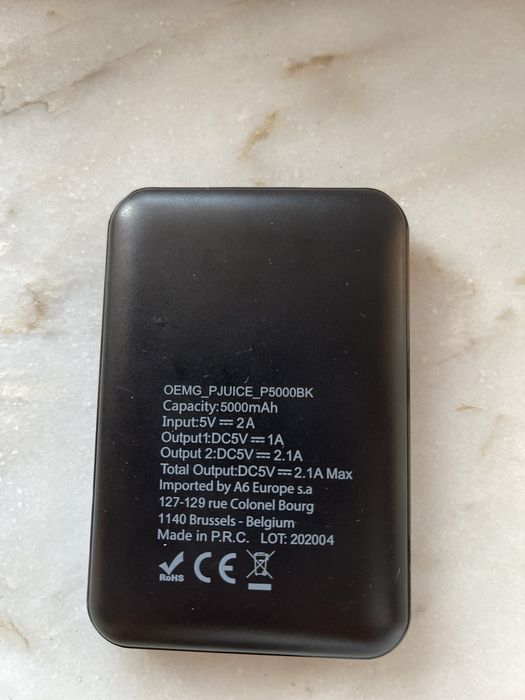 OEMG_PJUICE_P5000BK
Capacity:5000mAh
Input:5V ⎓ 2A
Output1:DC5V ⎓ 1A
Output 2:DC5V ⎓ 2.1A
Total Output:DC5V ⎓ 2.1A Max
Imported by A6 Europe s.a
127-129 rue Colonel Bourg
1140 Brussels - Belgium
Made in P.R.C. LOT: 202004
RoHS CE